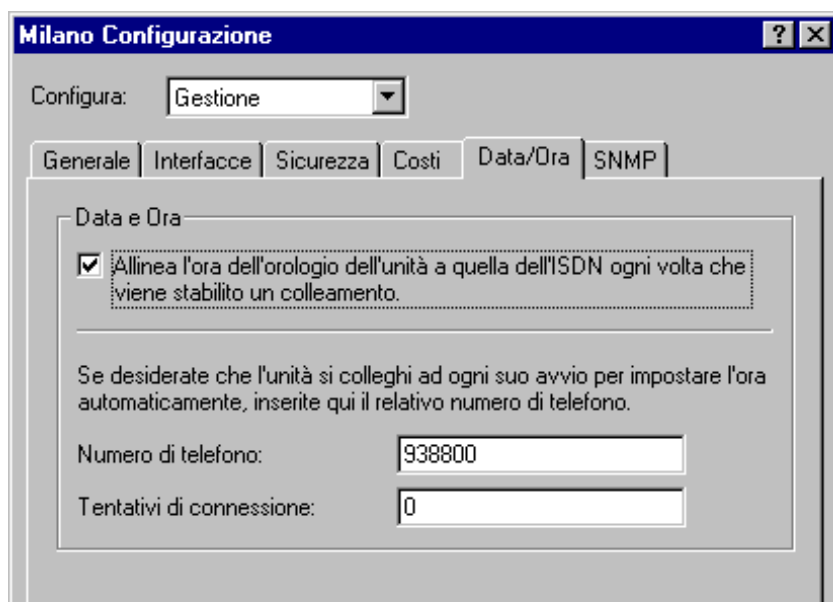 Milano Configurazione
Configura: Gestione
Generale Interfacce Sicurezza Costi Data/Ora SNMP
Data e Ora
Allinea l'ora dell'orologio dell'unità a quella dell'ISDN ogni volta che
viene stabilito un colleamento.
Se desiderate che l'unità si colleghi ad ogni suo avvio per impostare l'ora
automaticamente, inserite qui il relativo numero di telefono.
Numero di telefono: 938800
Tentativi di connessione: 0